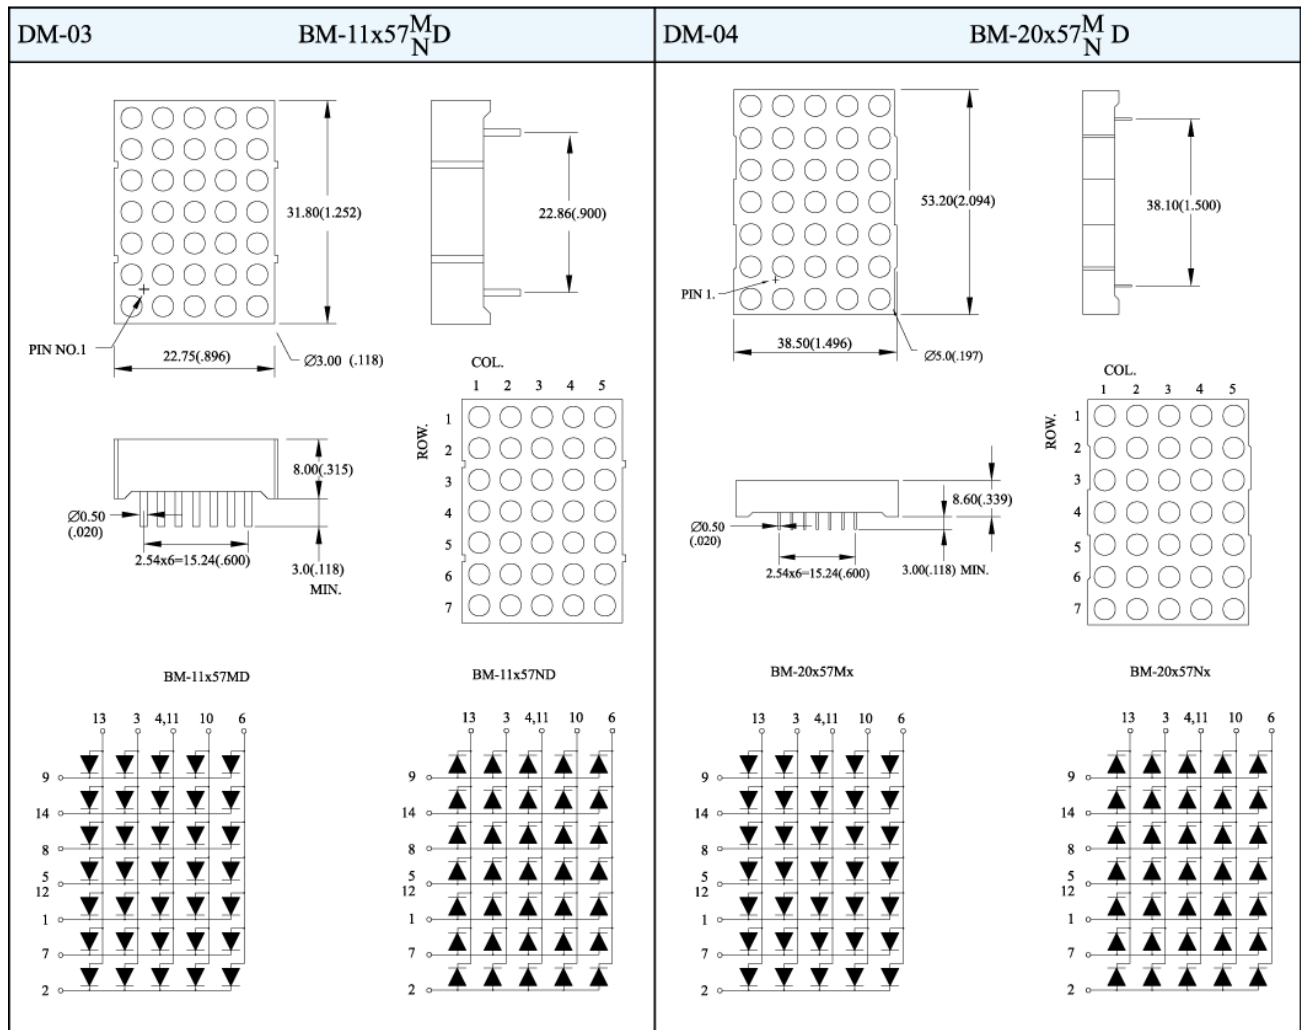 DM-03 BM-11x57M/N D
PIN NO.1
31.80(1.252)
22.86(.900)
22.75(.896)
Ø3.00 (.118)
COL.
1 2 3 4 5
ROW.
1
2
3
4
5
6
7
8.00(.315)
Ø0.50
(.020)
2.54x6=15.24(.600)
3.0(.118)
MIN.
BM-11x57MD
13 3 4,11 10 6
9
14
8
5
12
1
7
2
BM-11x57ND
13 3 4,11 10 6
9
14
8
5
12
1
7
2
DM-04 BM-20x57M/N D
53.20(2.094)
38.10(1.500)
PIN 1.
38.50(1.496)
Ø5.0(.197)
COL.
1 2 3 4 5
ROW.
1
2
3
4
5
6
7
8.60(.339)
Ø0.50
(.020)
2.54x6=15.24(.600)
3.00(.118) MIN.
BM-20x57Mx
13 3 4,11 10 6
9
14
8
5
12
1
7
2
BM-20x57Nx
13 3 4,11 10 6
9
14
8
5
12
1
7
2